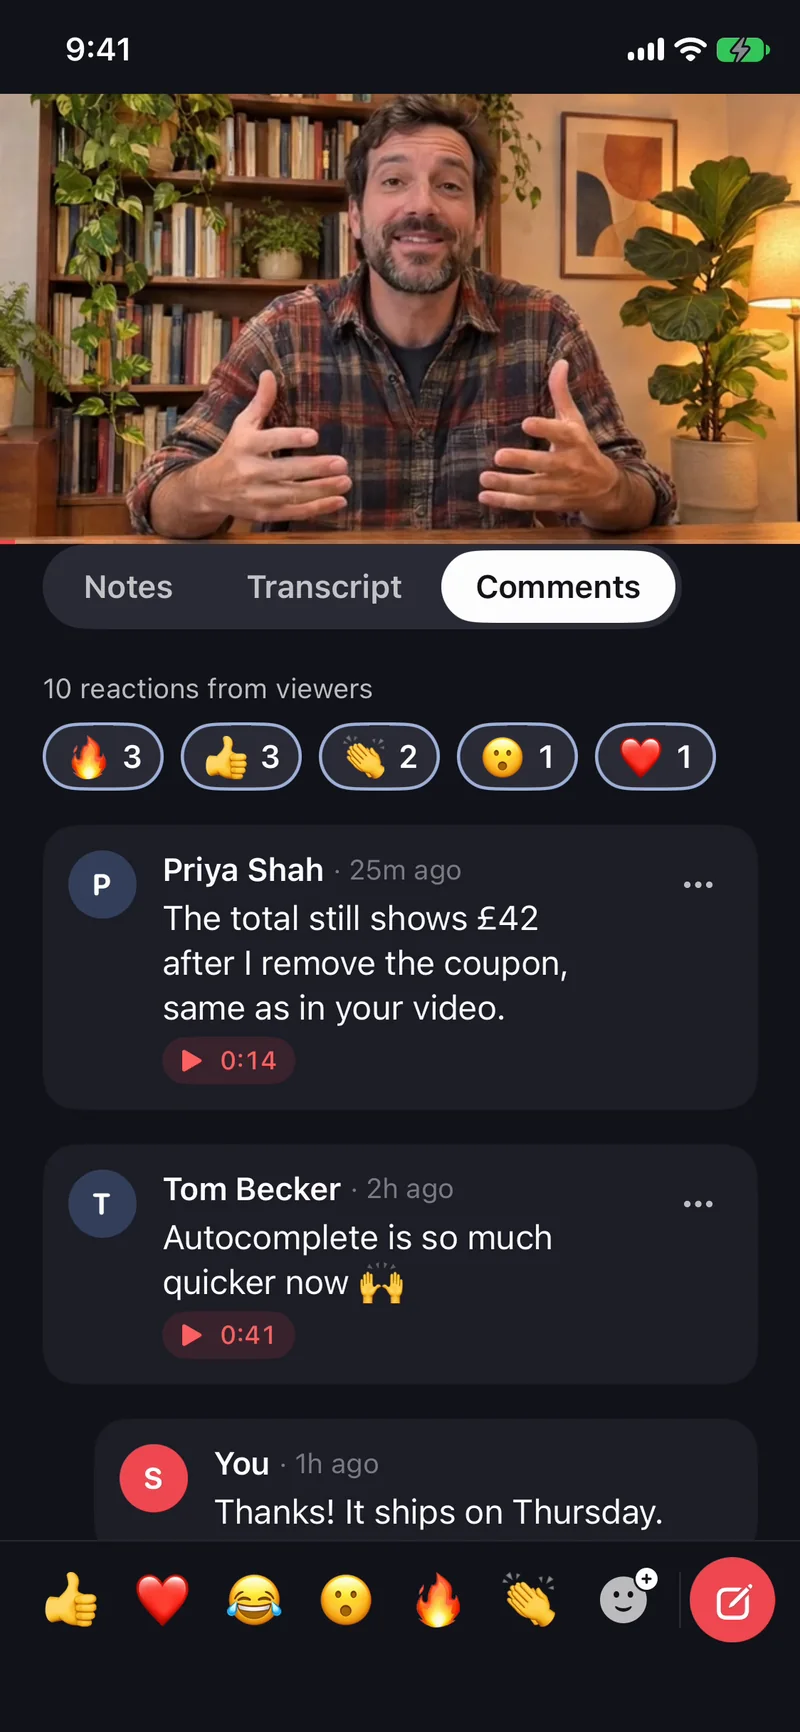 9:41
Notes Transcript Comments
10 reactions from viewers
🔥 3 👍 3 👏 2 😮 1 ❤️ 1
P
Priya Shah · 25m ago
The total still shows £42
after I remove the coupon,
same as in your video.
0:14
T
Tom Becker · 2h ago
Autocomplete is so much
quicker now 🙌
0:41
S
You · 1h ago
Thanks! It ships on Thursday.